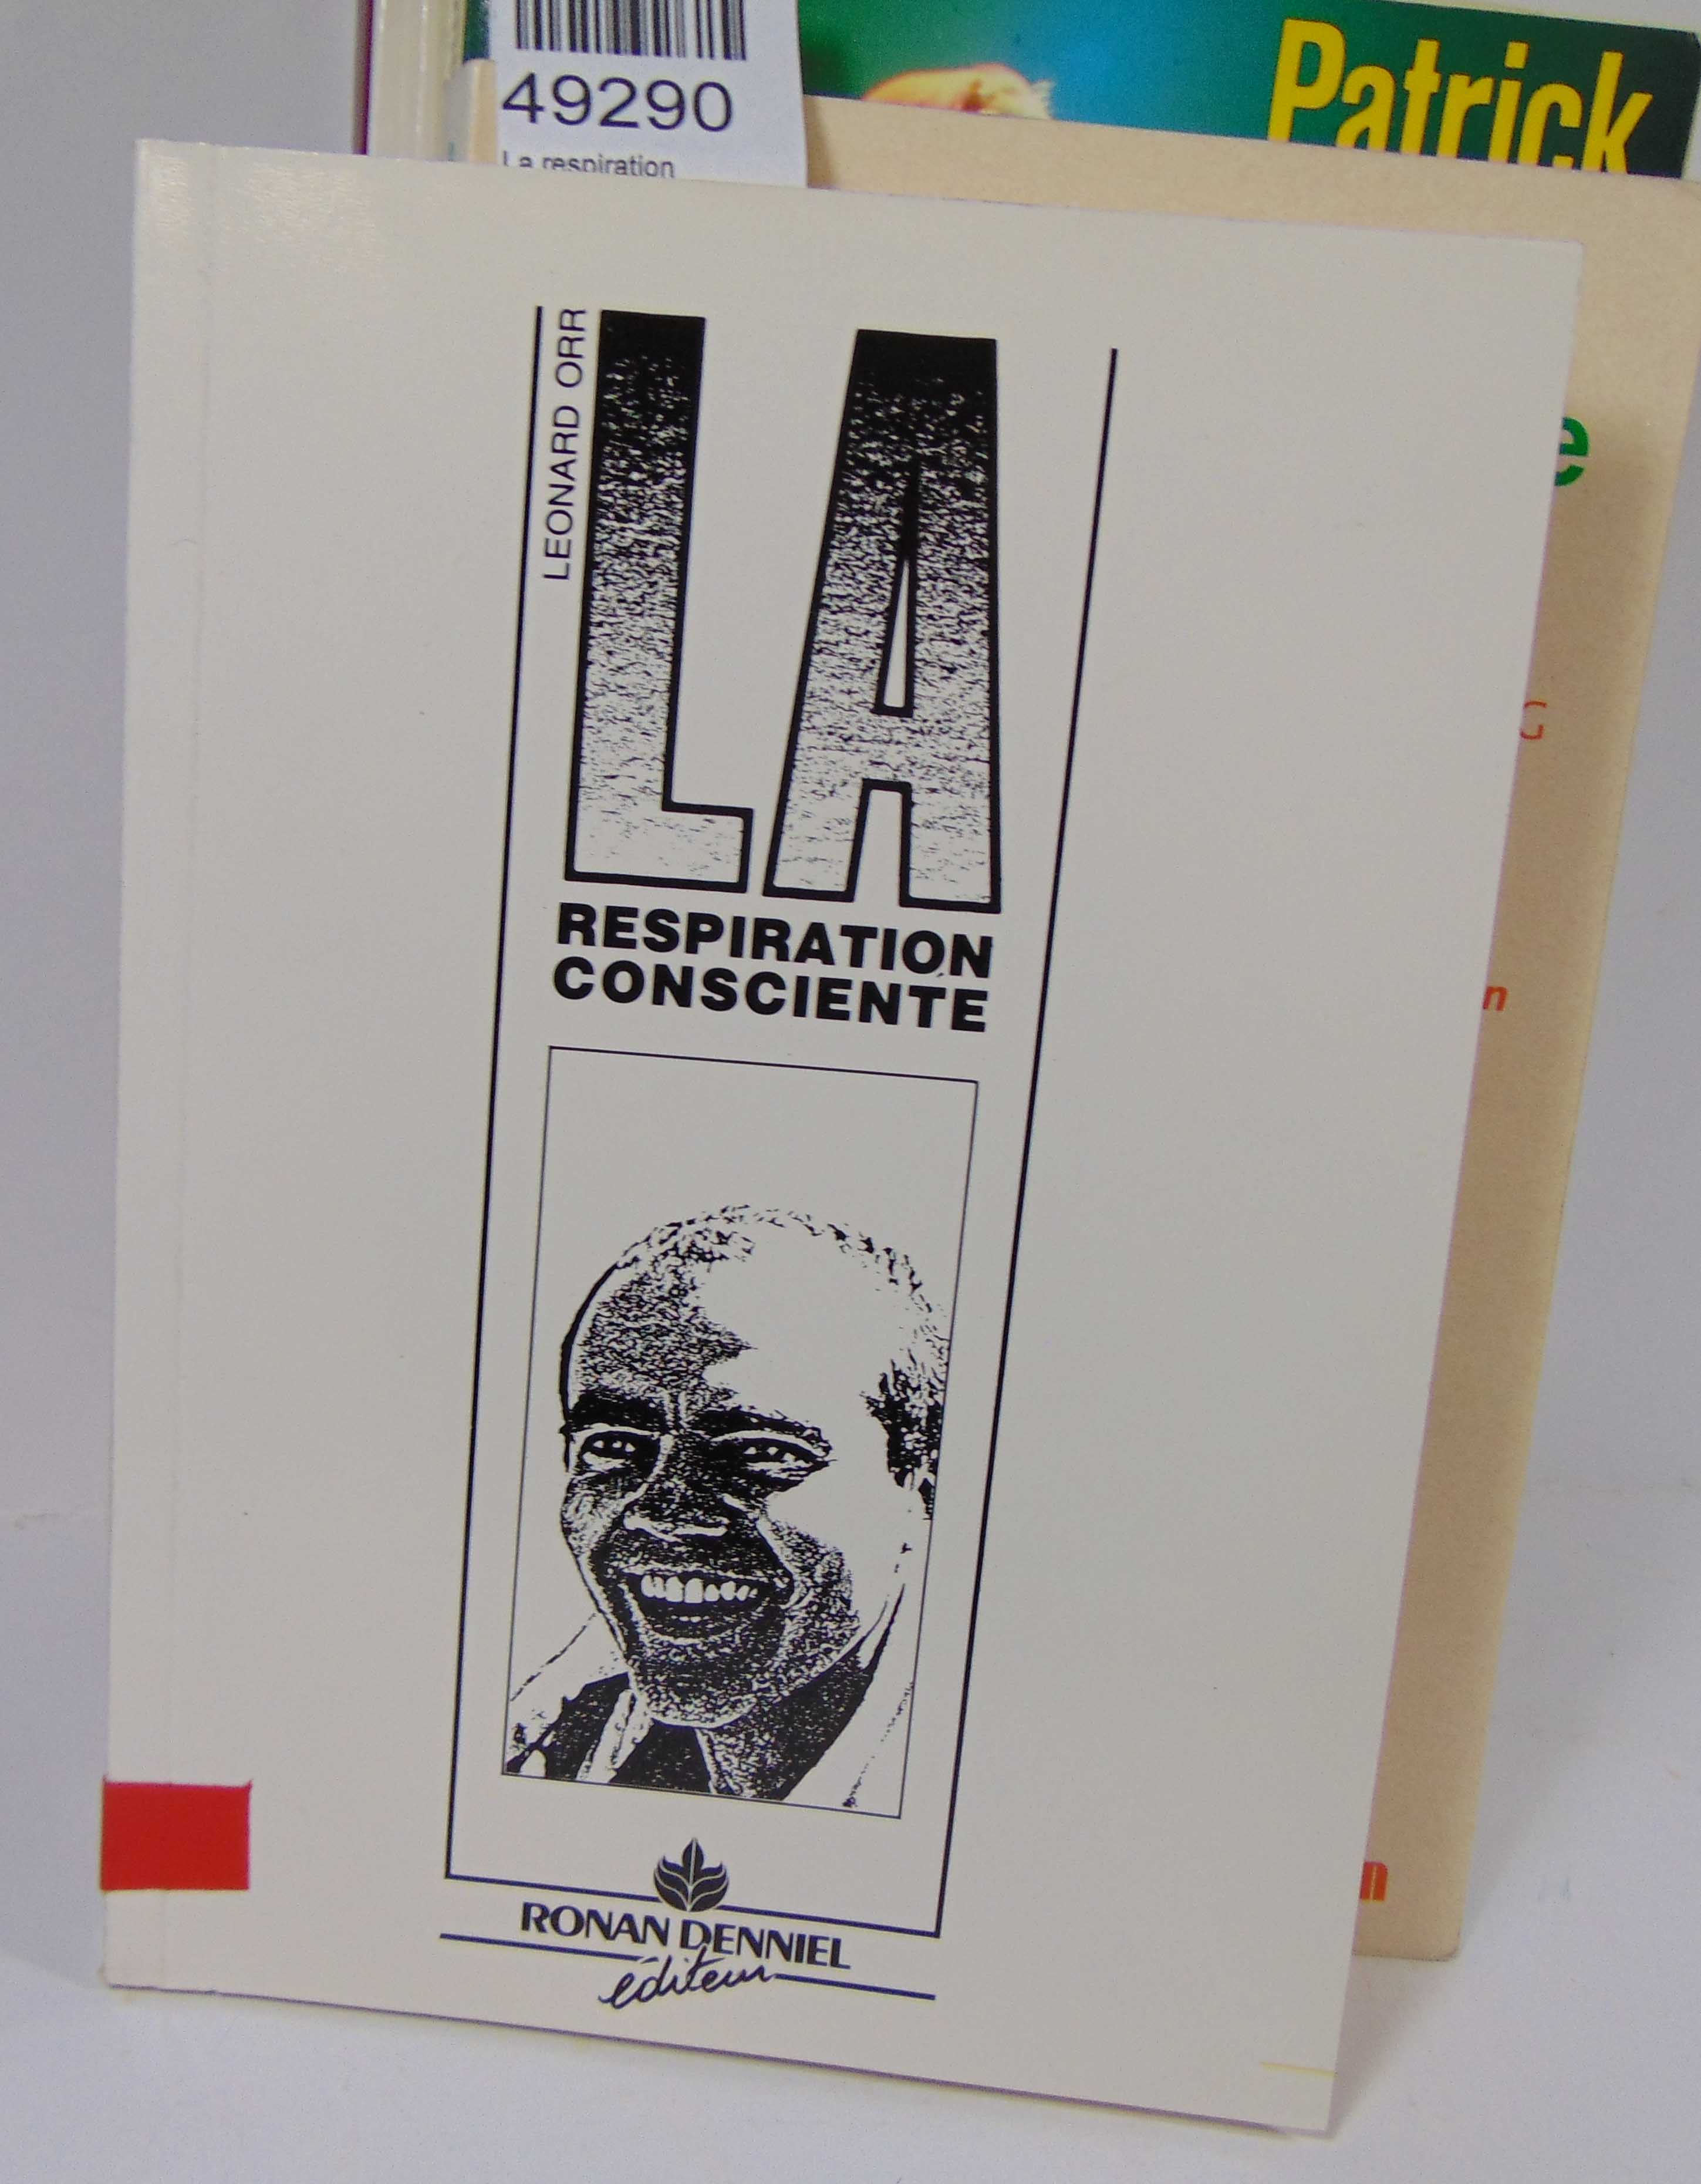 Patrick
49290
La respiration
LEONARD ORR
LA
RESPIRATION
CONSCIENTE
e
G
n
n
RONAN DENNIEL
éditeur